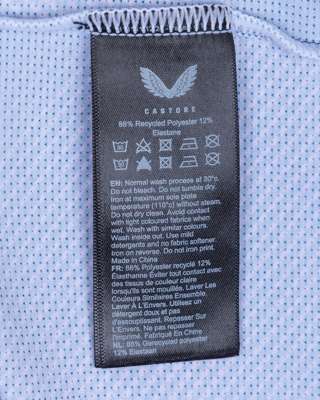 CASTORE
88% Recycled Polyester 12%
Elastane
EN: Normal wash process at 30°c.
Do not bleach. Do not tumble dry.
Iron at maximum sole plate
temperature (110°c) without steam.
Do not dry clean. Avoid contact
with light coloured fabrics when
wet. Wash with similar colours.
Wash inside out. Use mild
detergents and no fabric softener.
Iron on reverse. Do not iron print.
Made in China
FR: 88% Polyester recyclé 12%
Élasthanne Éviter tout contact avec
des tissus de couleur claire
lorsqu'ils sont mouillés. Laver Les
Couleurs Similaires Ensemble.
Laver À L'Envers. Utilisez un
détergent doux et pas
d'assouplissant. Repasser Sur
L'Envers. Ne Pas Repasser
l'imprimé. Fabriqué En China
NL: 88% Gerecycled polyester
12% Elastaan